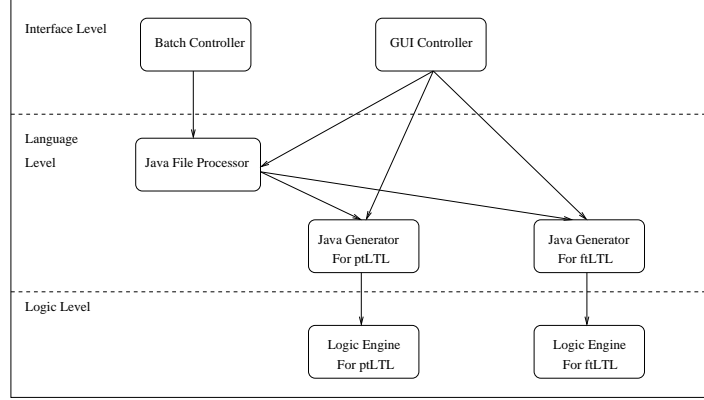 Interface Level
Batch Controller
GUI Controller
Language
Level
Java File Processor
Java Generator
For ptLTL
Java Generator
For ftLTL
Logic Level
Logic Engine
For ptLTL
Logic Engine
For ftLTL